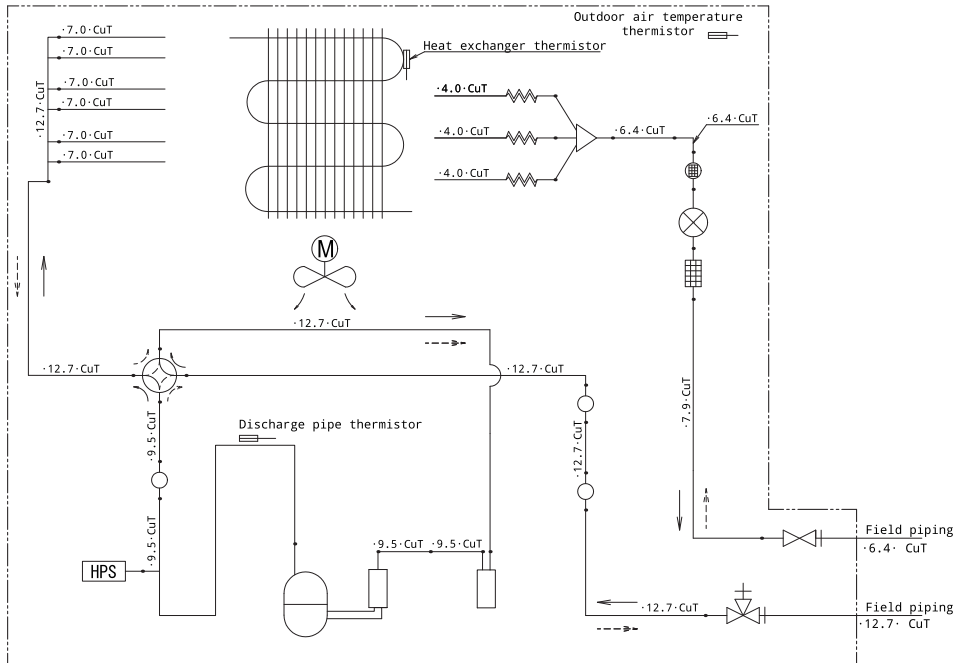 Outdoor air temperature
thermistor
·7.0·CuT
·7.0·CuT
·7.0·CuT
·7.0·CuT
·7.0·CuT
·7.0·CuT
·12.7·CuT
Heat exchanger thermistor
·4.0·CuT
·4.0·CuT
·4.0·CuT
·6.4·CuT
·6.4·CuT
M
·12.7·CuT
·12.7·CuT
·12.7·CuT
·9.5·CuT
Discharge pipe thermistor
·12.7·CuT
·7.9·CuT
·9.5·CuT
·9.5·CuT
·9.5·CuT
HPS
Field piping
·6.4· CuT
·12.7·CuT
Field piping
·12.7· CuT